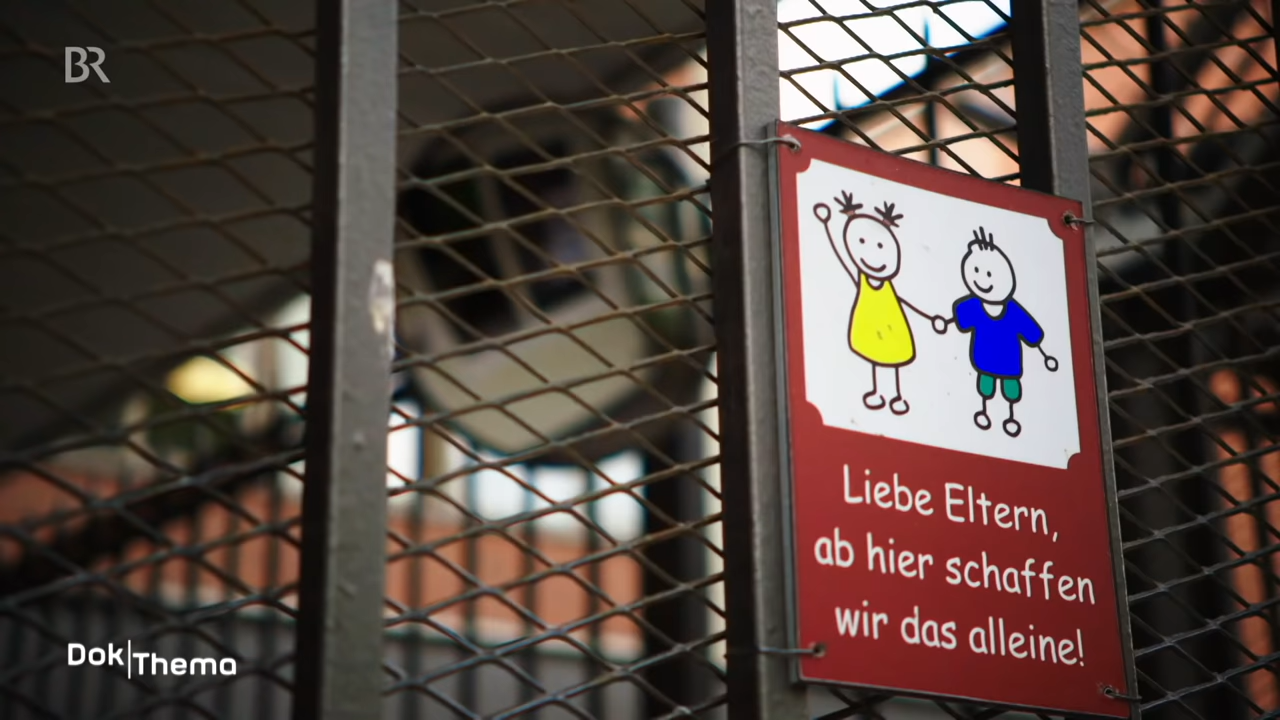 BR
Liebe Eltern,
ab hier schaffen
wir das alleine!
Dok|Thema